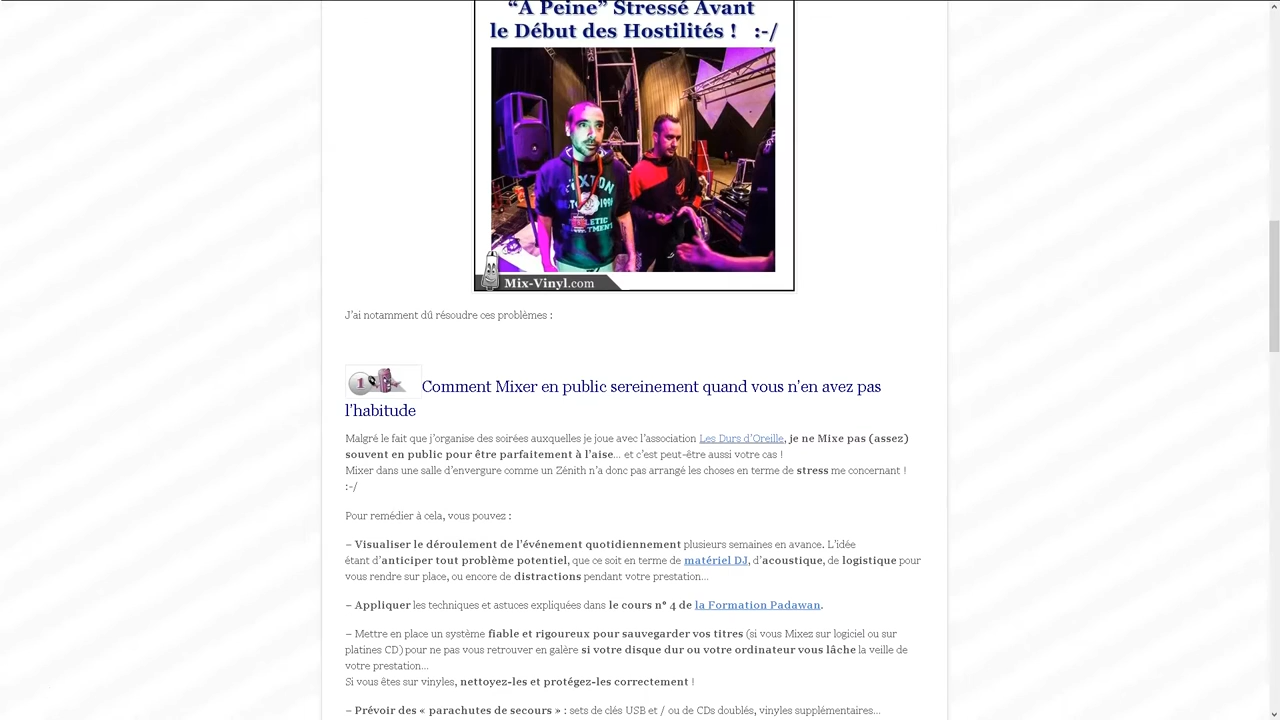 “À Peine” Stressé Avant
le Début des Hostilités !   :-/
Mix-Vinyl.com
J’ai notamment dû résoudre ces problèmes :
1
Comment Mixer en public sereinement quand vous n'en avez pas
l'habitude
Malgré le fait que j’organise des soirées auxquelles je joue avec l’association Les Durs d’Oreille, je ne Mixe pas (assez)
souvent en public pour être parfaitement à l’aise… et c’est peut-être aussi votre cas !
Mixer dans une salle d’envergure comme un Zénith n’a donc pas arrangé les choses en terme de stress me concernant !
:-/
Pour remédier à cela, vous pouvez :
– Visualiser le déroulement de l’événement quotidiennement plusieurs semaines en avance. L’idée
étant d’anticiper tout problème potentiel, que ce soit en terme de matériel DJ, d’acoustique, de logistique pour
vous rendre sur place, ou encore de distractions pendant votre prestation…
– Appliquer les techniques et astuces expliquées dans le cours n° 4 de la Formation Padawan.
– Mettre en place un système fiable et rigoureux pour sauvegarder vos titres (si vous Mixez sur logiciel ou sur
platines CD) pour ne pas vous retrouver en galère si votre disque dur ou votre ordinateur vous lâche la veille de
votre prestation…
Si vous êtes sur vinyles, nettoyez-les et protégez-les correctement !
– Prévoir des « parachutes de secours » : sets de clés USB et / ou de CDs doublés, vinyles supplémentaires…